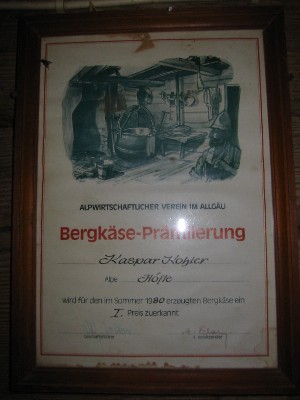 ALPWIRTSCHAFTLICHER VEREIN IM ALLGÄU
Bergkäse-Prämierung
Kaspar Kohler
Alpe Höfle
wird für den im Sommer 1980 erzeugten Bergkäse ein
I. Preis zuerkannt